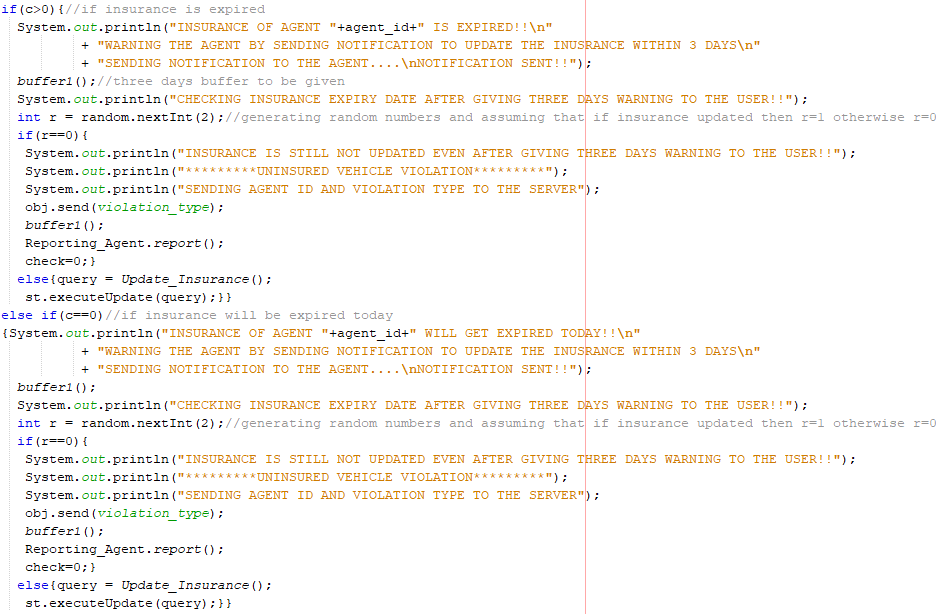 if(c>0){//if insurance is expired
System.out.println("INSURANCE OF AGENT "+agent_id+" IS EXPIRED!!\n"
+ "WARNING THE AGENT BY SENDING NOTIFICATION TO UPDATE THE INUSRANCE WITHIN 3 DAYS\n"
+ "SENDING NOTIFICATION TO THE AGENT....\nNOTIFICATION SENT!!");
buffer1();//three days buffer to be given
System.out.println("CHECKING INSURANCE EXPIRY DATE AFTER GIVING THREE DAYS WARNING TO THE USER!!");
int r = random.nextInt(2);//generating random numbers and assuming that if insurance updated then r=1 otherwise r=0
if(r==0){
System.out.println("INSURANCE IS STILL NOT UPDATED EVEN AFTER GIVING THREE DAYS WARNING TO THE USER!!");
System.out.println("*********UNINSURED VEHICLE VIOLATION*********");
System.out.println("SENDING AGENT ID AND VIOLATION TYPE TO THE SERVER");
obj.send(violation_type);
buffer1();
Reporting_Agent.report();
check=0;}
else{query = Update_Insurance();
st.executeUpdate(query);}}
else if(c==0)//if insurance will be expired today
{System.out.println("INSURANCE OF AGENT "+agent_id+" WILL GET EXPIRED TODAY!!\n"
+ "WARNING THE AGENT BY SENDING NOTIFICATION TO UPDATE THE INUSRANCE WITHIN 3 DAYS\n"
+ "SENDING NOTIFICATION TO THE AGENT....\nNOTIFICATION SENT!!");
buffer1();
System.out.println("CHECKING INSURANCE EXPIRY DATE AFTER GIVING THREE DAYS WARNING TO THE USER!!");
int r = random.nextInt(2);//generating random numbers and assuming that if insurance updated then r=1 otherwise r=0
if(r==0){
System.out.println("INSURANCE IS STILL NOT UPDATED EVEN AFTER GIVING THREE DAYS WARNING TO THE USER!!");
System.out.println("*********UNINSURED VEHICLE VIOLATION*********");
System.out.println("SENDING AGENT ID AND VIOLATION TYPE TO THE SERVER");
obj.send(violation_type);
buffer1();
Reporting_Agent.report();
check=0;}
else{query = Update_Insurance();
st.executeUpdate(query);}}